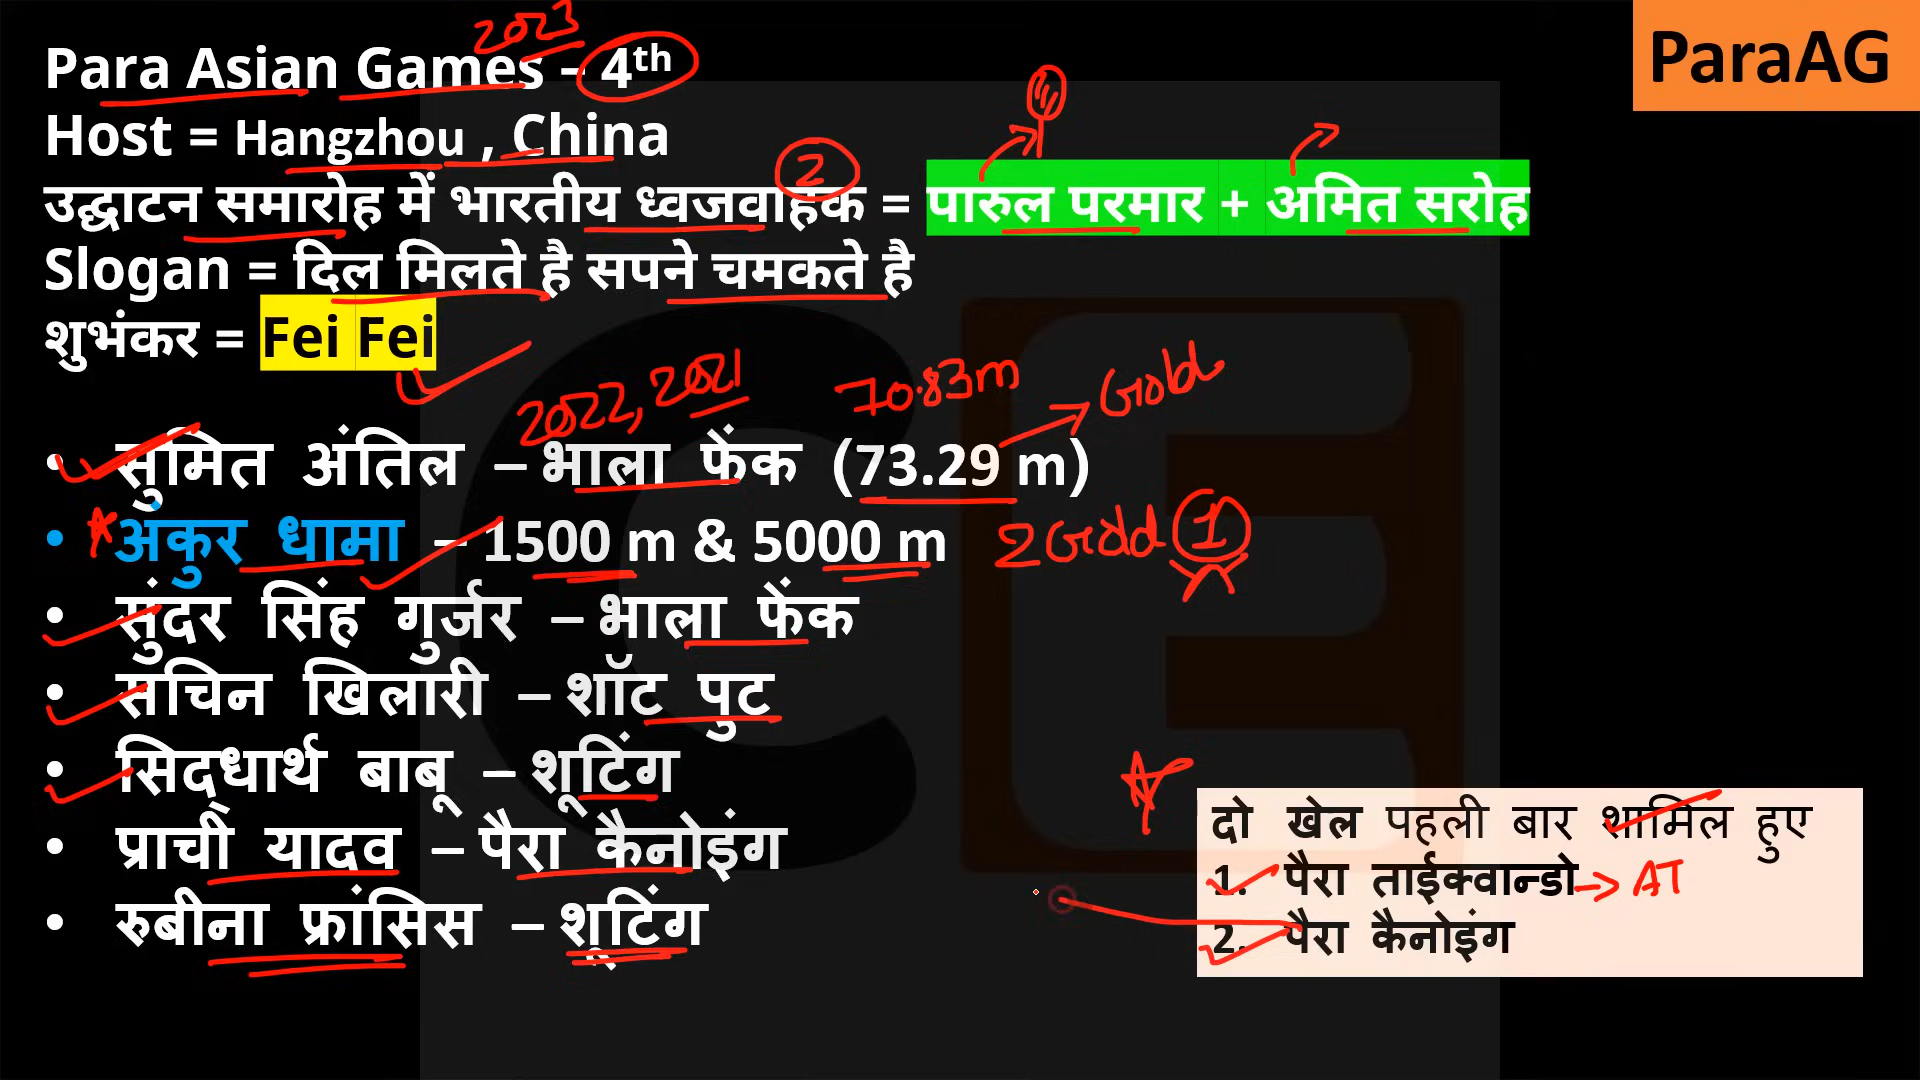 2023
ParaAG
Para Asian Games – 4th
Host = Hangzhou , China
2
उद्घाटन समारोह में भारतीय ध्वजवाहक = पारुल परमार + अमित सरोह
Slogan = दिल मिलते है सपने चमकते है
शुभंकर = Fei Fei
2022, 2021 70.83m Gold
• सुमित अंतिल – भाला फेंक (73.29 m)
• अंकुर धामा – 1500 m & 5000 m 2 Gold 1
• सुंदर सिंह गुर्जर – भाला फेंक
• सचिन खिलारी – शॉट पुट
• सिद्धार्थ बाबू – शूटिंग
• प्राची यादव – पैरा कैनोइंग
• रुबीना फ्रांसिस – शूटिंग
दो खेल पहली बार शामिल हुए
1. पैरा ताईक्वान्डो → AT
2. पैरा कैनोइंग
CE